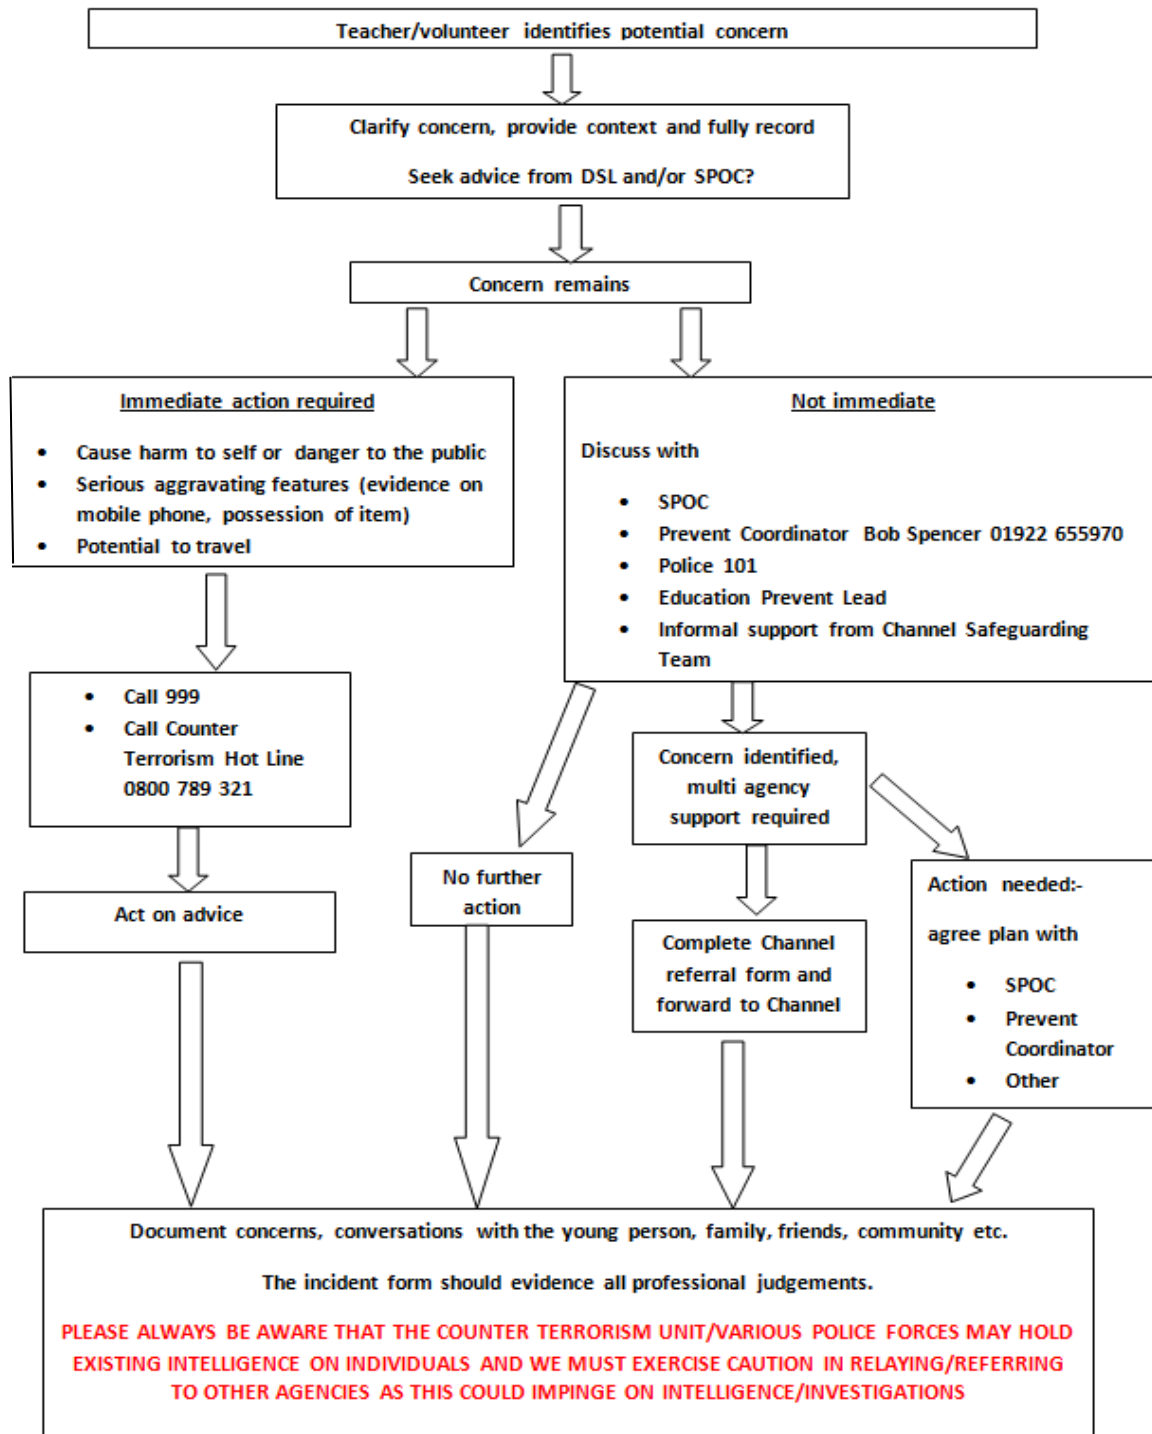 Teacher/volunteer identifies potential concern
Clarify concern, provide context and fully record
Seek advice from DSL and/or SPOC?
Concern remains
Immediate action required
• Cause harm to self or danger to the public
• Serious aggravating features (evidence on
mobile phone, possession of item)
• Potential to travel
Not immediate
Discuss with
• SPOC
• Prevent Coordinator Bob Spencer 01922 655970
• Police 101
• Education Prevent Lead
• Informal support from Channel Safeguarding
Team
• Call 999
• Call Counter
Terrorism Hot Line
0800 789 321
Concern identified,
multi agency
support required
Act on advice
No further
action
Complete Channel
referral form and
forward to Channel
Action needed:-
agree plan with
• SPOC
• Prevent
Coordinator
• Other
Document concerns, conversations with the young person, family, friends, community etc.
The incident form should evidence all professional judgements.
PLEASE ALWAYS BE AWARE THAT THE COUNTER TERRORISM UNIT/VARIOUS POLICE FORCES MAY HOLD
EXISTING INTELLIGENCE ON INDIVIDUALS AND WE MUST EXERCISE CAUTION IN RELAYING/REFERRING
TO OTHER AGENCIES AS THIS COULD IMPINGE ON INTELLIGENCE/INVESTIGATIONS